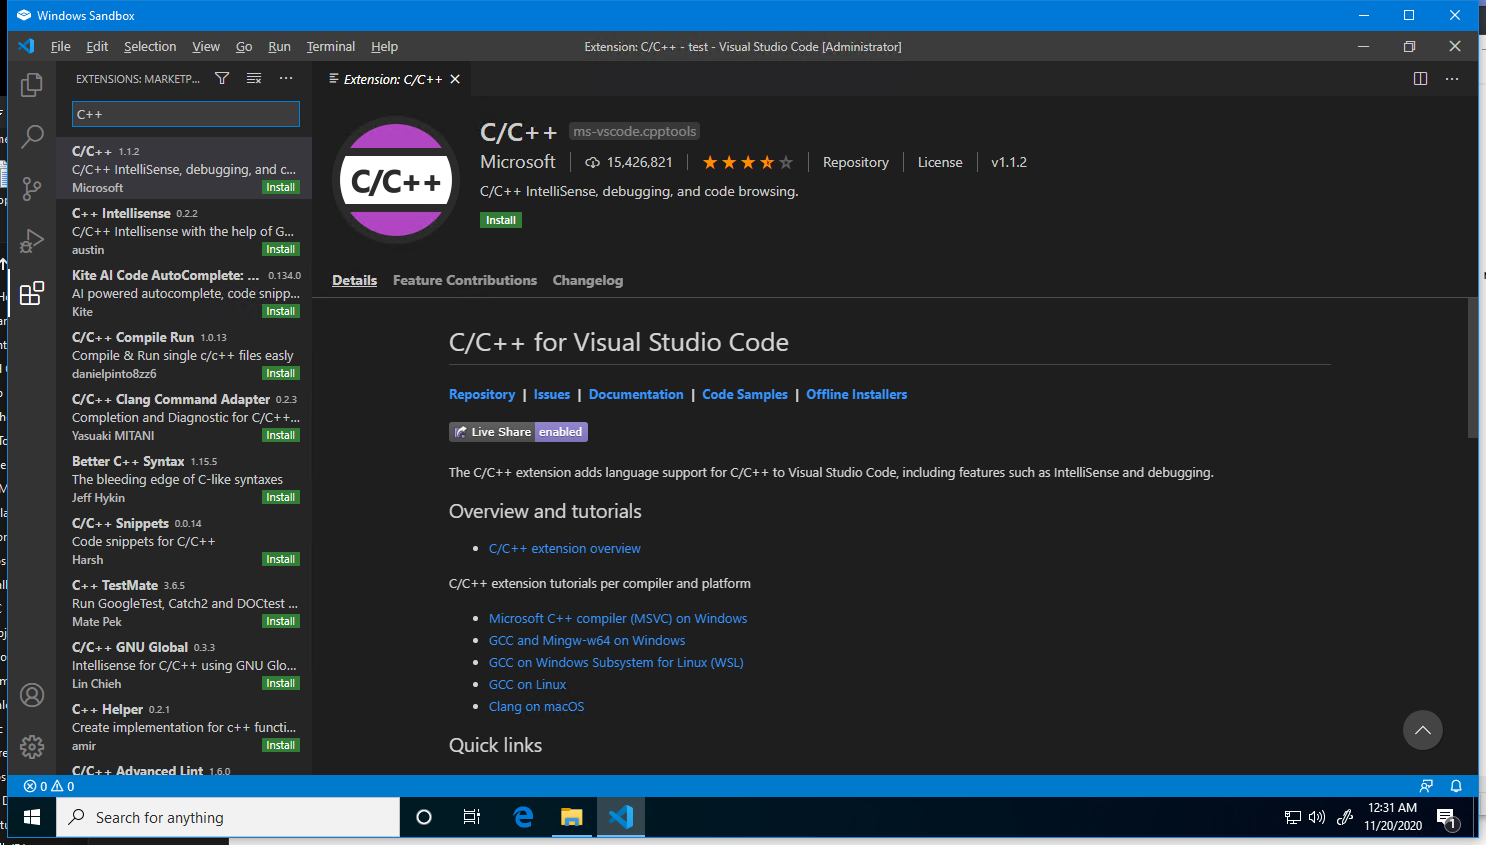 Windows Sandbox
File Edit Selection View Go Run Terminal Help
Extension: C/C++ - test - Visual Studio Code [Administrator]
EXTENSIONS: MARKETP...
C++
C/C++ 1.1.2
C/C++ IntelliSense, debugging, and c...
Microsoft Install
C++ Intellisense 0.2.2
C/C++ Intellisense with the help of G...
austin Install
Kite AI Code AutoComplete: ... 0.134.0
AI powered autocomplete, code snipp...
Kite Install
C/C++ Compile Run 1.0.13
Compile & Run single c/c++ files easly
danielpinto8zz6 Install
C/C++ Clang Command Adapter 0.2.3
Completion and Diagnostic for C/C++...
Yasuaki MITANI Install
Better C++ Syntax 1.15.5
The bleeding edge of C-like syntaxes
Jeff Hykin Install
C/C++ Snippets 0.0.14
Code snippets for C/C++
Harsh Install
C++ TestMate 3.6.5
Run GoogleTest, Catch2 and DOCtest ...
Mate Pek Install
C/C++ GNU Global 0.3.3
Intellisense for C/C++ using GNU Glo...
Lin Chieh Install
C++ Helper 0.2.1
Create implementation for c++ functi...
amir Install
C/C++ Advanced Lint 1.6.0
Extension: C/C++
C/C++
C/C++ ms-vscode.cpptools
Microsoft 15,426,821 Repository License v1.1.2
C/C++ IntelliSense, debugging, and code browsing.
Install
Details Feature Contributions Changelog
C/C++ for Visual Studio Code
Repository | Issues | Documentation | Code Samples | Offline Installers
Live Share enabled
The C/C++ extension adds language support for C/C++ to Visual Studio Code, including features such as IntelliSense and debugging.
Overview and tutorials
• C/C++ extension overview
C/C++ extension tutorials per compiler and platform
• Microsoft C++ compiler (MSVC) on Windows
• GCC and Mingw-w64 on Windows
• GCC on Windows Subsystem for Linux (WSL)
• GCC on Linux
• Clang on macOS
Quick links
0 0
Search for anything
12:31 AM
11/20/2020
1